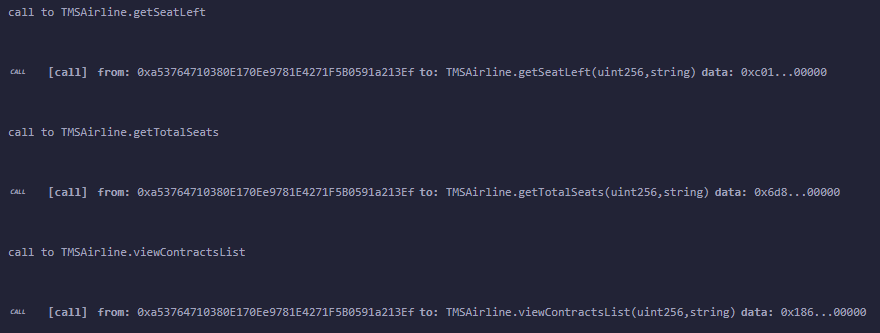 call to TMSAirline.getSeatLeft
CALL [call] from: 0xa53764710380E170Ee9781E4271F5B0591a213Ef to: TMSAirline.getSeatLeft(uint256,string) data: 0xc01...00000
call to TMSAirline.getTotalSeats
CALL [call] from: 0xa53764710380E170Ee9781E4271F5B0591a213Ef to: TMSAirline.getTotalSeats(uint256,string) data: 0x6d8...00000
call to TMSAirline.viewContractsList
CALL [call] from: 0xa53764710380E170Ee9781E4271F5B0591a213Ef to: TMSAirline.viewContractsList(uint256,string) data: 0x186...00000